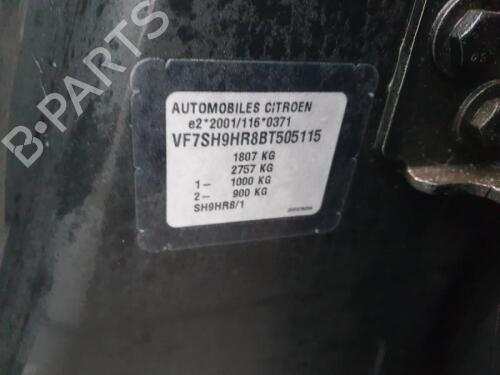 B-PARTS
AUTOMOBILES CITROEN
e2*2001/116*0371
VF7SH9HR8BT505115
1807 KG
2757 KG
1- 1000 KG
2- 900 KG
SH9HR8/1